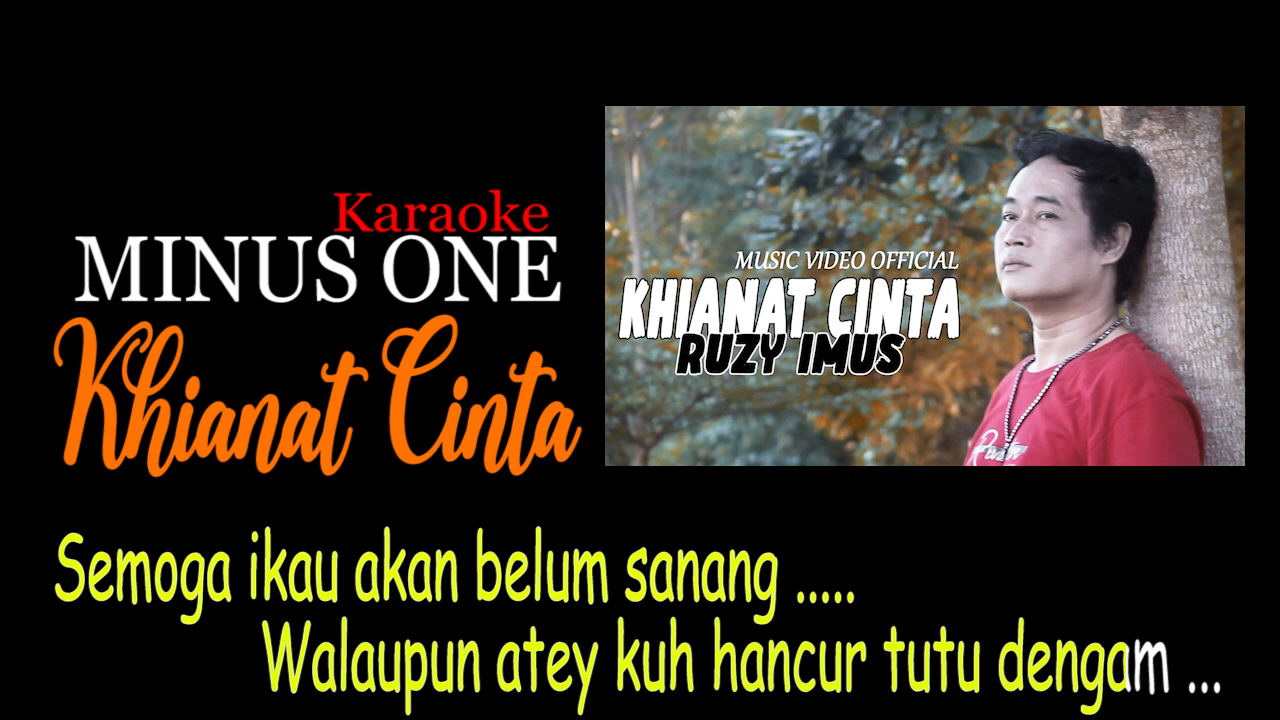 Karaoke
MINUS ONE
Khianat Cinta
MUSIC VIDEO OFFICIAL
KHIANAT CINTA
RUZY IMUS
Semoga ikau akan belum sanang .....
Walaupun atey kuh hancur tutu dengam ...